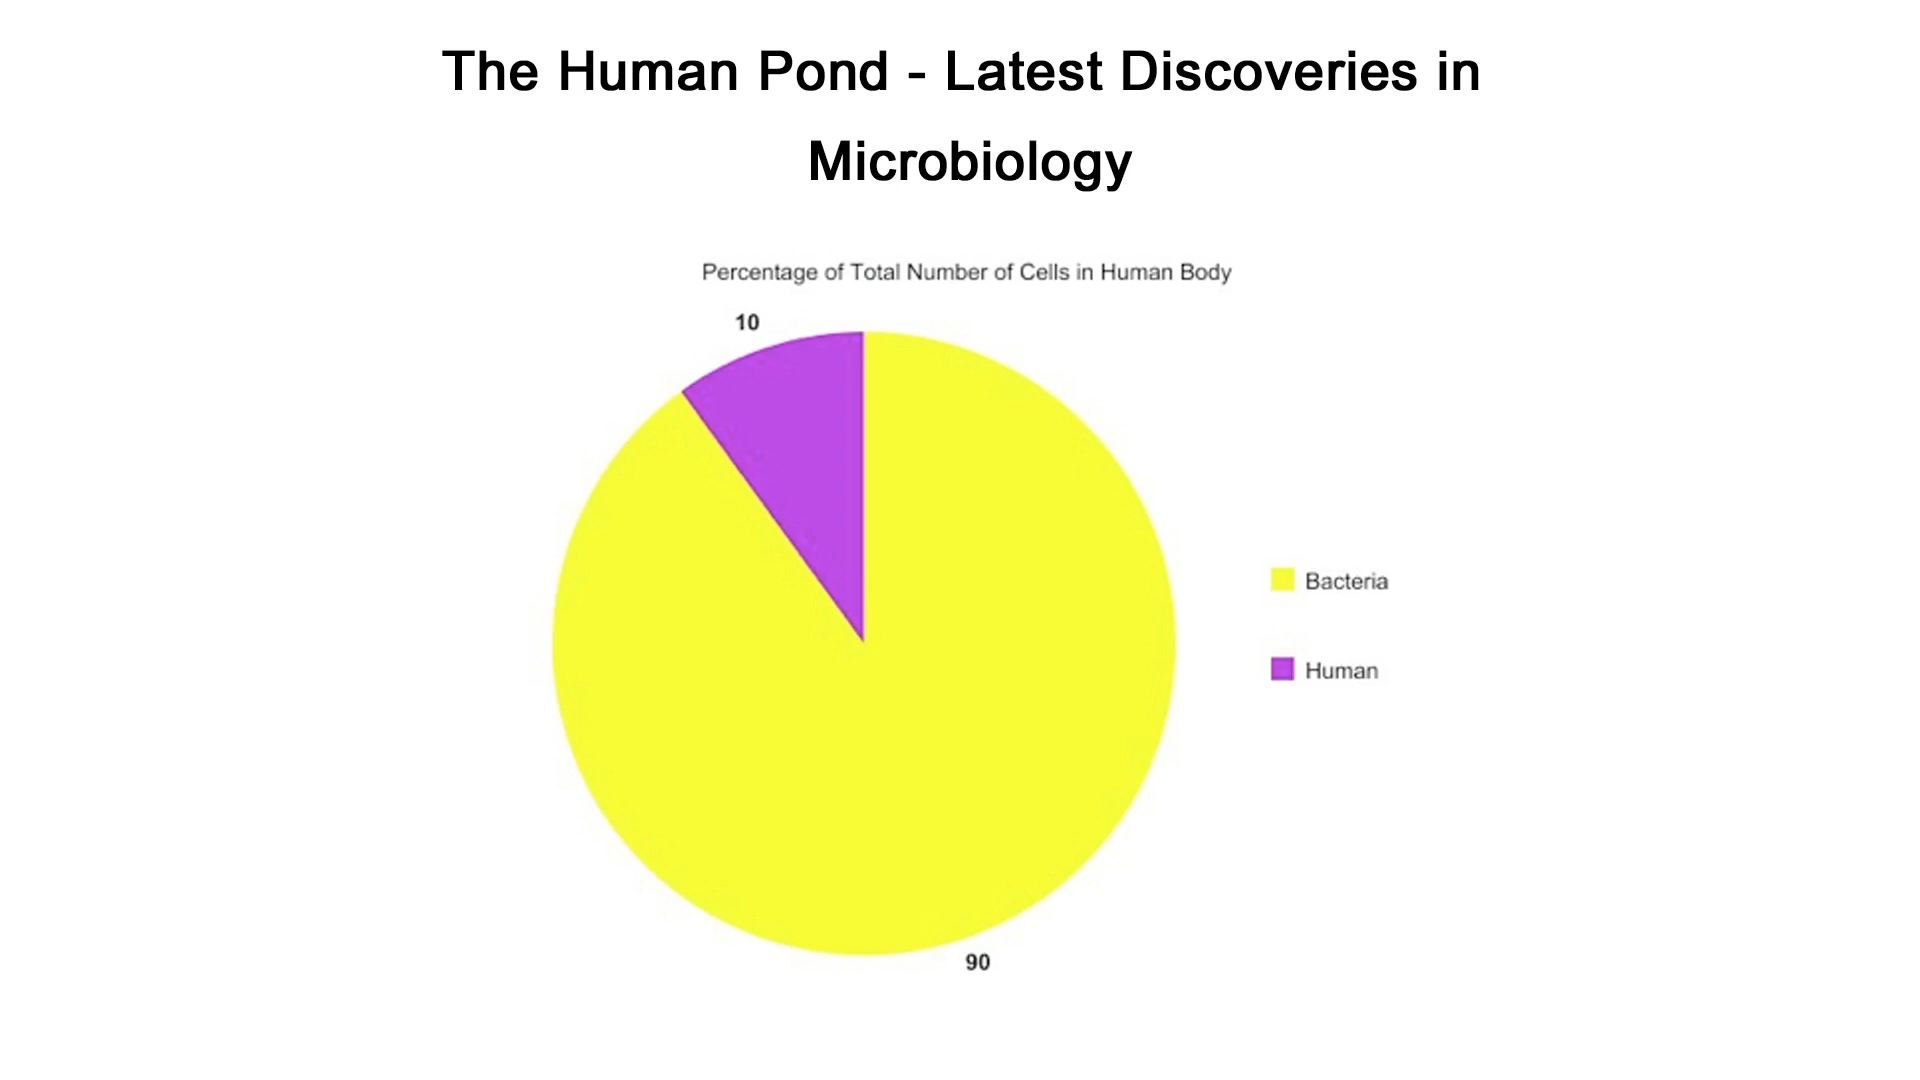 The Human Pond - Latest Discoveries in
Microbiology
Percentage of Total Number of Cells in Human Body
10
Bacteria
Human
90